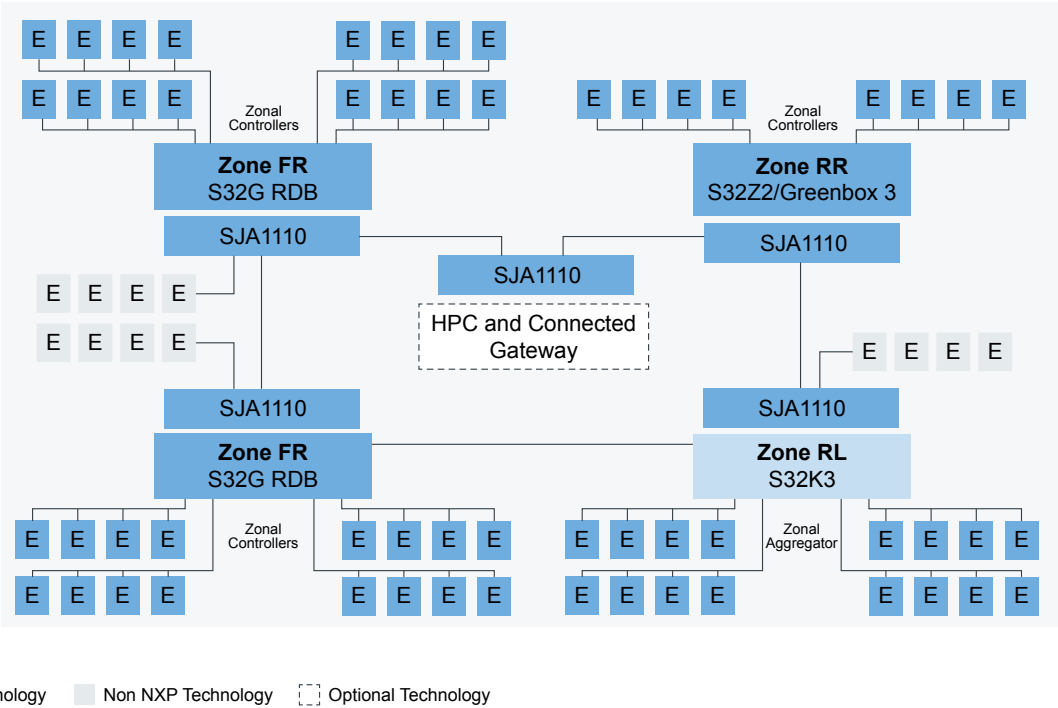 E E E E E E E E
E E E E E E E E
E E E E E E E E
Zonal
Controllers
Zonal
Controllers
Zone FR
S32G RDB
Zone RR
S32Z2/Greenbox 3
SJA1110
SJA1110
SJA1110
E E E E
HPC and Connected
Gateway
E E E E
E E E E
SJA1110
SJA1110
Zone FR
S32G RDB
Zone RL
S32K3
E E E E
Zonal
Controllers
E E E E
E E E E
Zonal
Aggregator
E E E E
E E E E
E E E E
E E E E
E E E E
nology
Non NXP Technology
Optional Technology